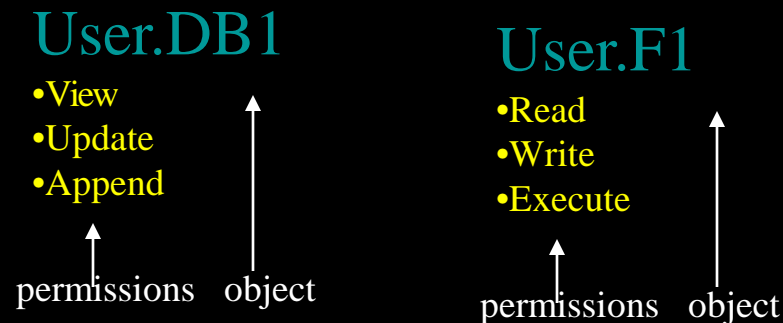 User.DB1
•View
•Update
•Append
permissions object
User.F1
•Read
•Write
•Execute
permissions object